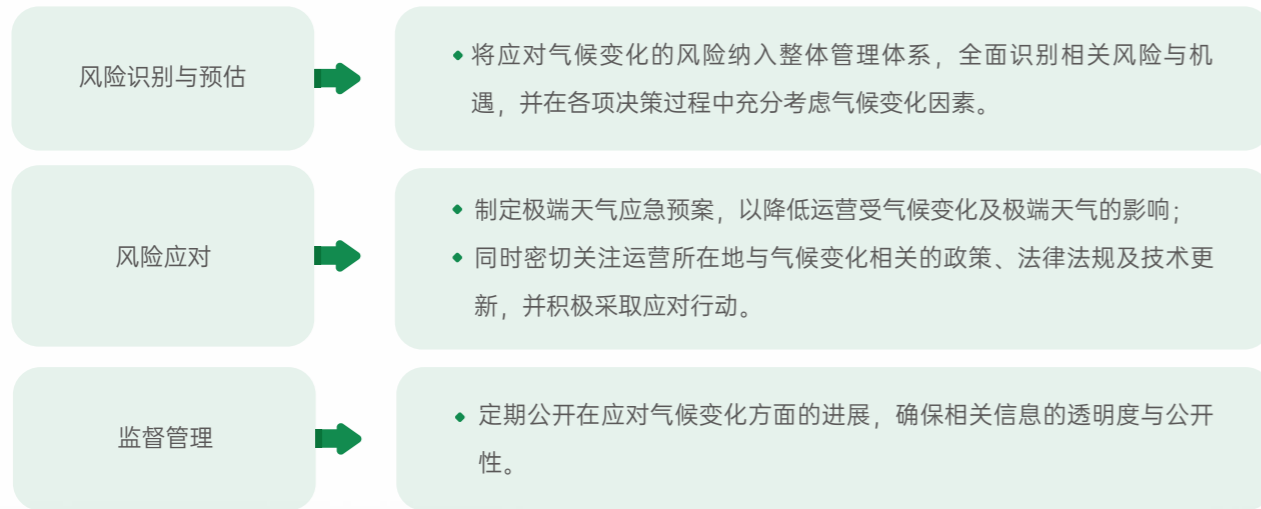 风险识别与预估
将应对气候变化的风险纳入整体管理体系，全面识别相关风险与机
遇，并在各项决策过程中充分考虑气候变化因素。
风险应对
制定极端天气应急预案，以降低运营受气候变化及极端天气的影响；
同时密切关注运营所在地与气候变化相关的政策、法律法规及技术更
新，并积极采取应对行动。
监督管理
定期公开在应对气候变化方面的进展，确保相关信息的透明度与公开
性。